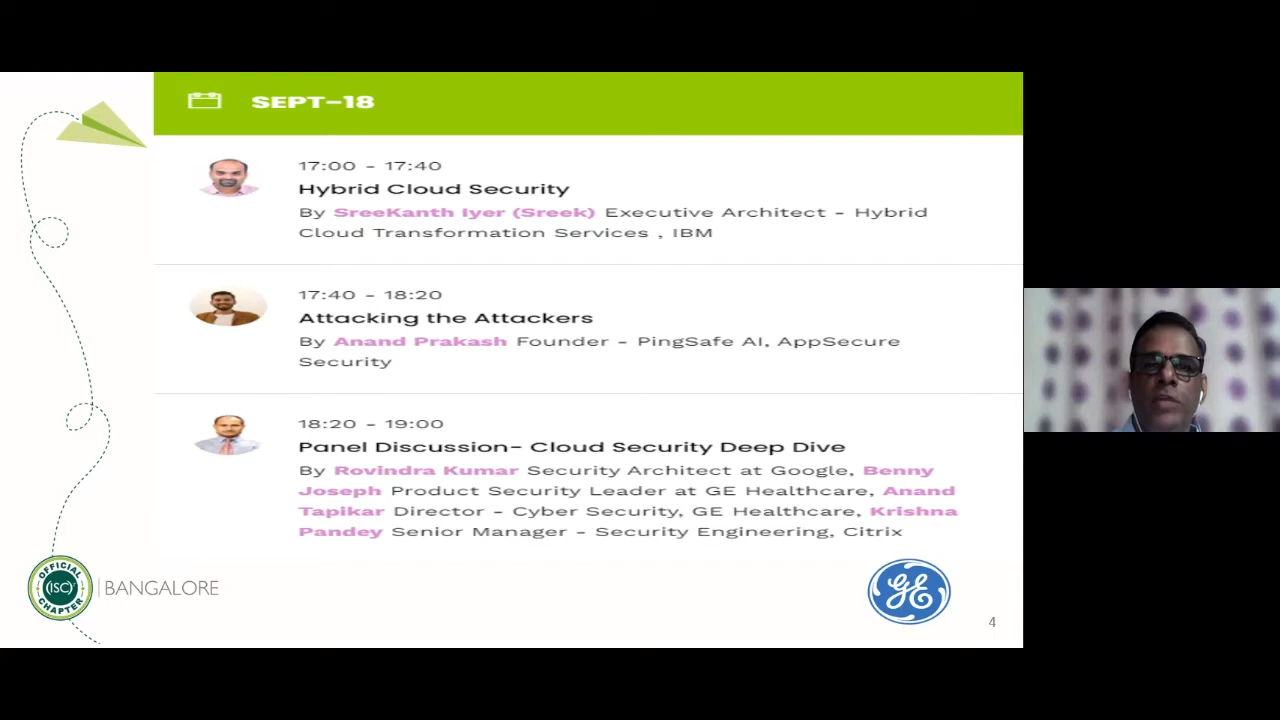 SEPT-18
17:00 - 17:40
Hybrid Cloud Security
By SreeKanth Iyer (Sreek) Executive Architect - Hybrid
Cloud Transformation Services , IBM
17:40 - 18:20
Attacking the Attackers
By Anand Prakash Founder - PingSafe AI, AppSecure
Security
18:20 - 19:00
Panel Discussion- Cloud Security Deep Dive
By Rovindra Kumar Security Architect at Google, Benny
Joseph Product Security Leader at GE Healthcare, Anand
Tapikar Director - Cyber Security, GE Healthcare, Krishna
Pandey Senior Manager - Security Engineering, Citrix
OFFICIAL
(ISC)²
CHAPTER
BANGALORE
GE
4